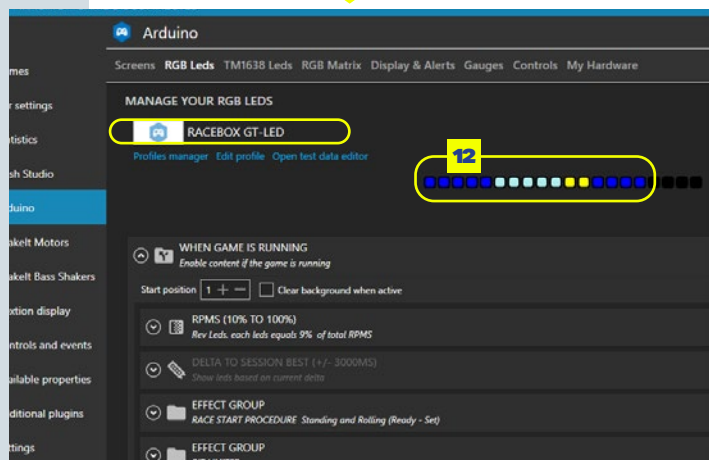 Arduino
Screens RGB Leds TM1638 Leds RGB Matrix Display & Alerts Gauges Controls My Hardware
mes
MANAGE YOUR RGB LEDS
r settings
RACEBOX GT-LED
tistics
Profiles manager Edit profile Open test data editor
12
sh Studio
duino
akeIt Motors
WHEN GAME IS RUNNING
Enable content if the game is running
akeIt Bass Shakers
Start position 1 + − Clear background when active
xtion display
RPMS (10% TO 100%)
Rev Leds. each leds equals 9% of total RPMS
ntrols and events
DELTA TO SESSION BEST (+/- 3000MS)
Show leds based on current delta
ailable properties
EFFECT GROUP
RACE START PROCEDURE Standing and Rolling (Ready - Set)
ditional plugins
EFFECT GROUP
ttings